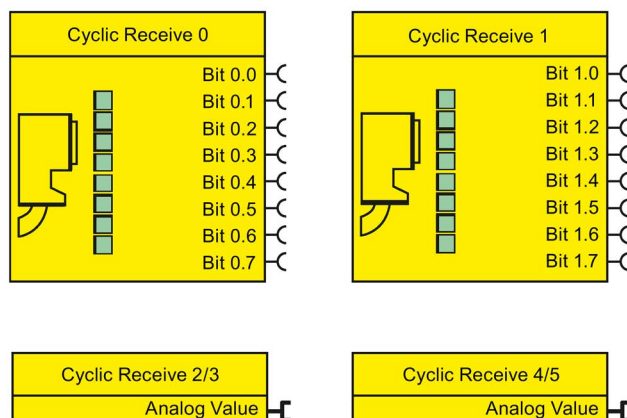 Cyclic Receive 0
Bit 0.0
Bit 0.1
Bit 0.2
Bit 0.3
Bit 0.4
Bit 0.5
Bit 0.6
Bit 0.7
Cyclic Receive 1
Bit 1.0
Bit 1.1
Bit 1.2
Bit 1.3
Bit 1.4
Bit 1.5
Bit 1.6
Bit 1.7
Cyclic Receive 2/3
Analog Value
Cyclic Receive 4/5
Analog Value